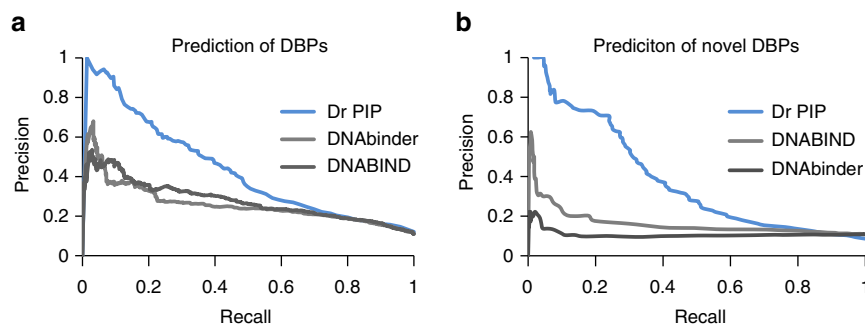 a
Prediction of DBPs
1
0.8
0.6
0.4
0.2
0
Precision
Dr PIP
DNAbinder
DNABIND
0 0.2 0.4 0.6 0.8 1
Recall
b
Prediciton of novel DBPs
1
0.8
0.6
0.4
0.2
0
Precision
Dr PIP
DNABIND
DNAbinder
0 0.2 0.4 0.6 0.8 1
Recall